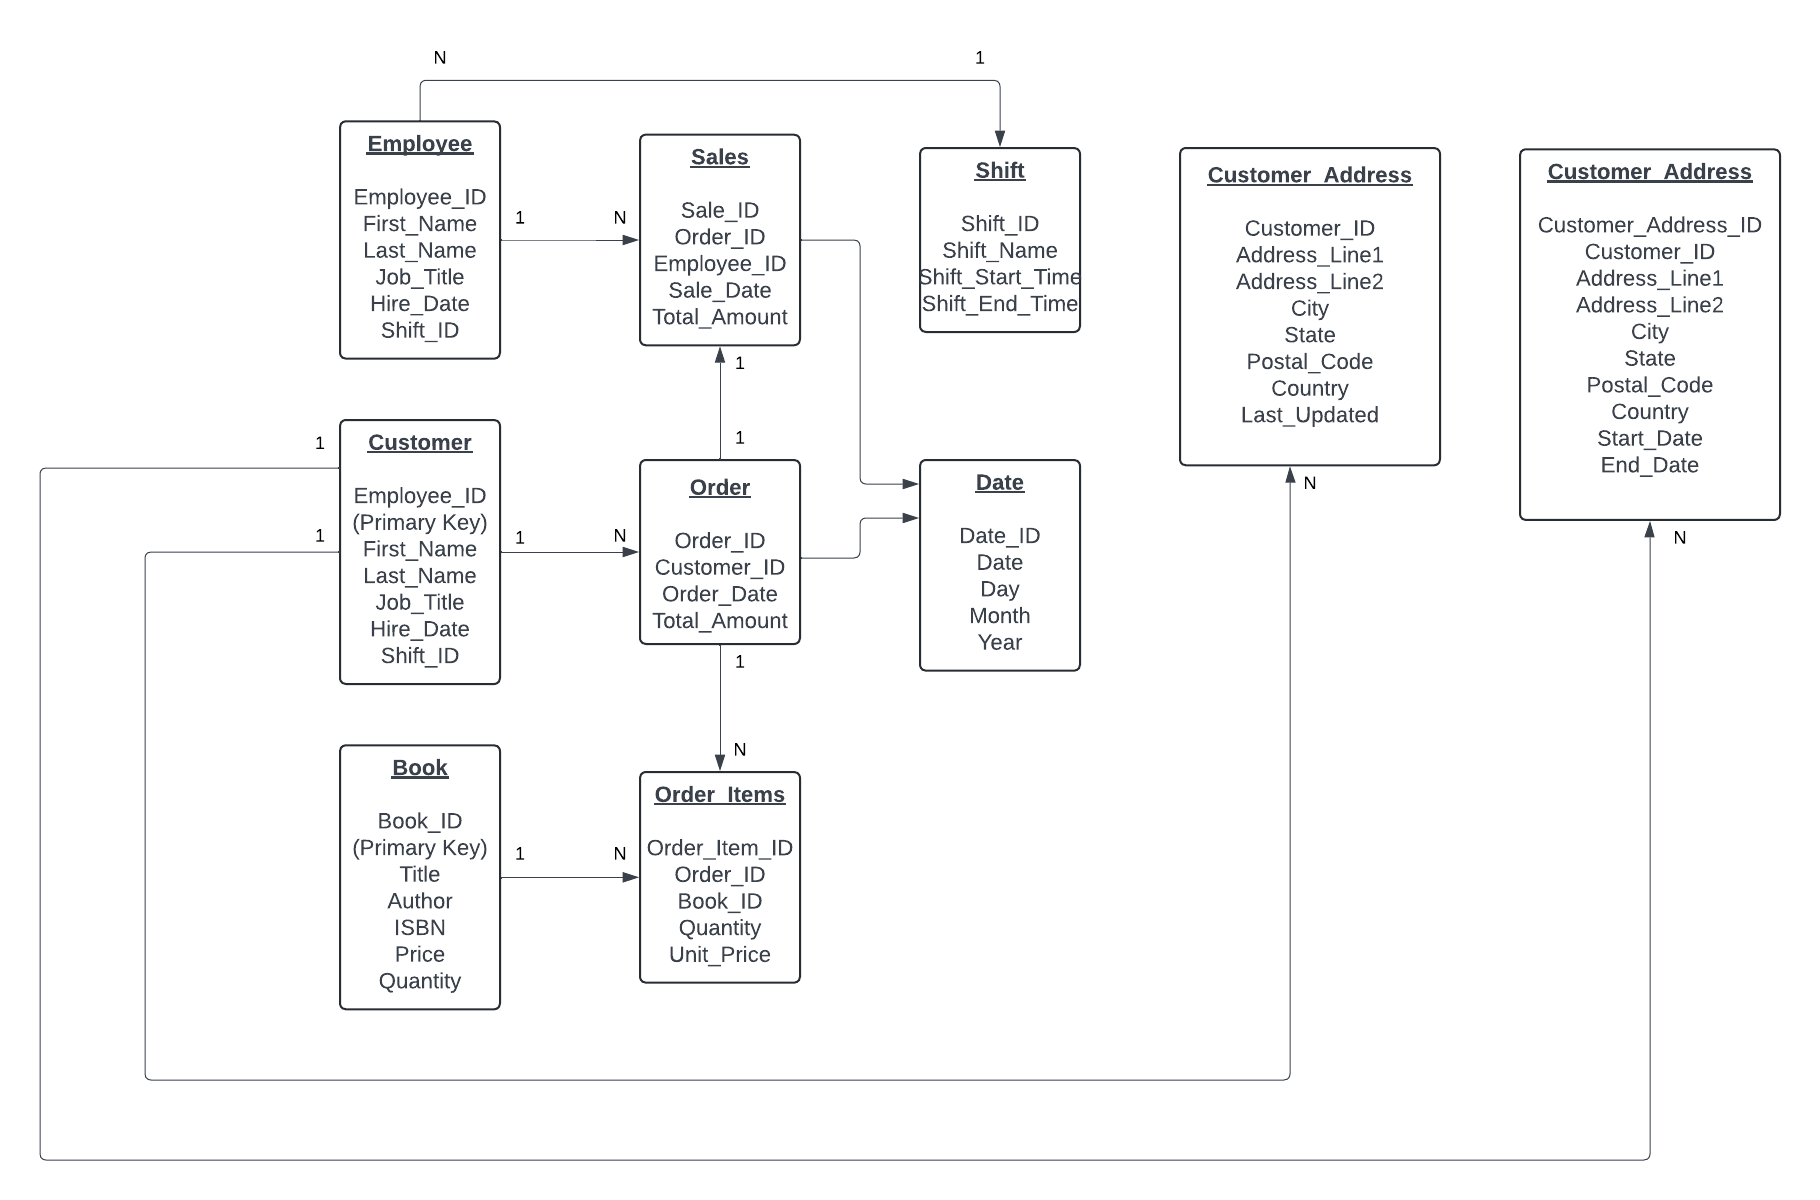 N
1
Employee
Employee_ID
First_Name
Last_Name
Job_Title
Hire_Date
Shift_ID
1
N
Sales
Sale_ID
Order_ID
Employee_ID
Sale_Date
Total_Amount
Shift
Shift_ID
Shift_Name
Shift_Start_Time
Shift_End_Time
Customer_Address
Customer_ID
Address_Line1
Address_Line2
City
State
Postal_Code
Country
Last_Updated
N
Customer_Address
Customer_Address_ID
Customer_ID
Address_Line1
Address_Line2
City
State
Postal_Code
Country
Start_Date
End_Date
N
1
1
1
1
Customer
Employee_ID
(Primary Key)
First_Name
Last_Name
Job_Title
Hire_Date
Shift_ID
1
N
Order
Order_ID
Customer_ID
Order_Date
Total_Amount
Date
Date_ID
Date
Day
Month
Year
1
N
Book
Book_ID
(Primary Key)
Title
Author
ISBN
Price
Quantity
1
N
Order_Items
Order_Item_ID
Order_ID
Book_ID
Quantity
Unit_Price